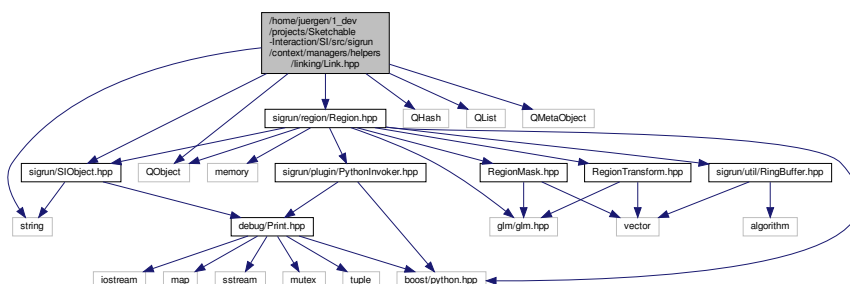 /home/juergen/1_dev
/projects/Sketchable
-Interaction/SI/src/sigrun
/context/managers/helpers
/linking/Link.hpp
sigrun/region/Region.hpp
QHash
QList
QMetaObject
sigrun/SIObject.hpp
QObject
memory
sigrun/plugin/PythonInvoker.hpp
RegionMask.hpp
RegionTransform.hpp
sigrun/util/RingBuffer.hpp
string
debug/Print.hpp
glm/glm.hpp
vector
algorithm
iostream
map
sstream
mutex
tuple
boost/python.hpp